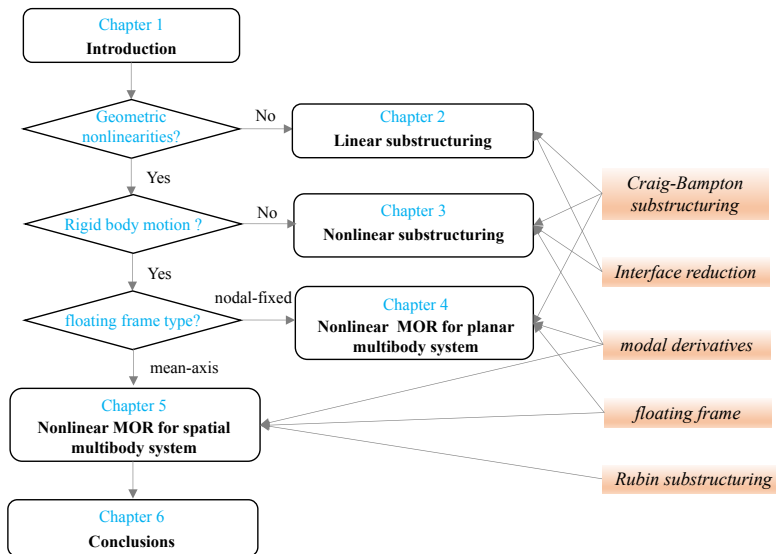 Chapter 1
Introduction
Geometric
nonlinearities?
No
Chapter 2
Linear substructuring
Yes
Craig-Bampton
substructuring
Rigid body motion ?
No
Chapter 3
Nonlinear substructuring
Interface reduction
Yes
floating frame type?
nodal-fixed
Chapter 4
Nonlinear MOR for planar
multibody system
modal derivatives
mean-axis
Chapter 5
Nonlinear MOR for spatial
multibody system
floating frame
Rubin substructuring
Chapter 6
Conclusions